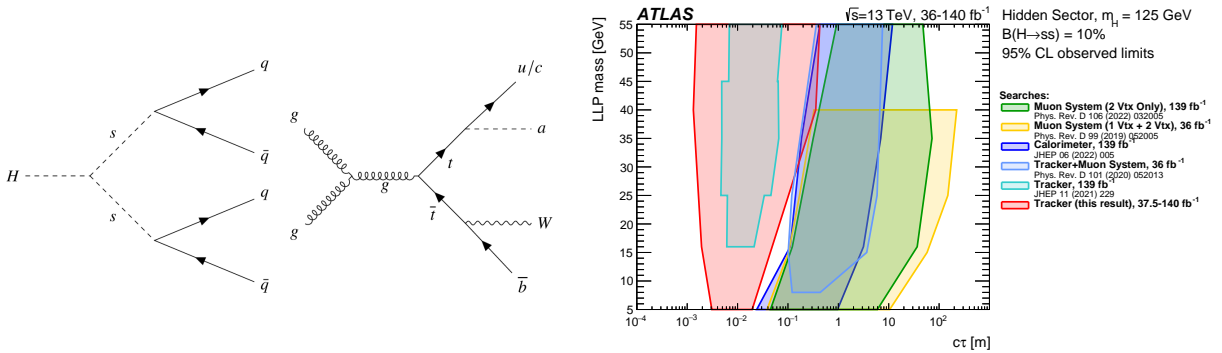 H
s
s
q
q̄
q
q̄
g
g
g
t
t̄
u/c
a
W
b̄
ATLAS
√s=13 TeV, 36-140 fb⁻¹
LLP mass [GeV]
55
50
45
40
35
30
25
20
15
10
5
10⁻⁴
10⁻³
10⁻²
10⁻¹
1
10
10²
cτ [m]
Hidden Sector, m_H = 125 GeV
B(H→ss) = 10%
95% CL observed limits
Searches:
Muon System (2 Vtx Only), 139 fb⁻¹
Phys. Rev. D 106 (2022) 032005
Muon System (1 Vtx + 2 Vtx), 36 fb⁻¹
Phys. Rev. D 99 (2019) 052005
Calorimeter, 139 fb⁻¹
JHEP 06 (2022) 005
Tracker+Muon System, 36 fb⁻¹
Phys. Rev. D 101 (2020) 052013
Tracker, 139 fb⁻¹
JHEP 11 (2021) 229
Tracker (this result), 37.5-140 fb⁻¹